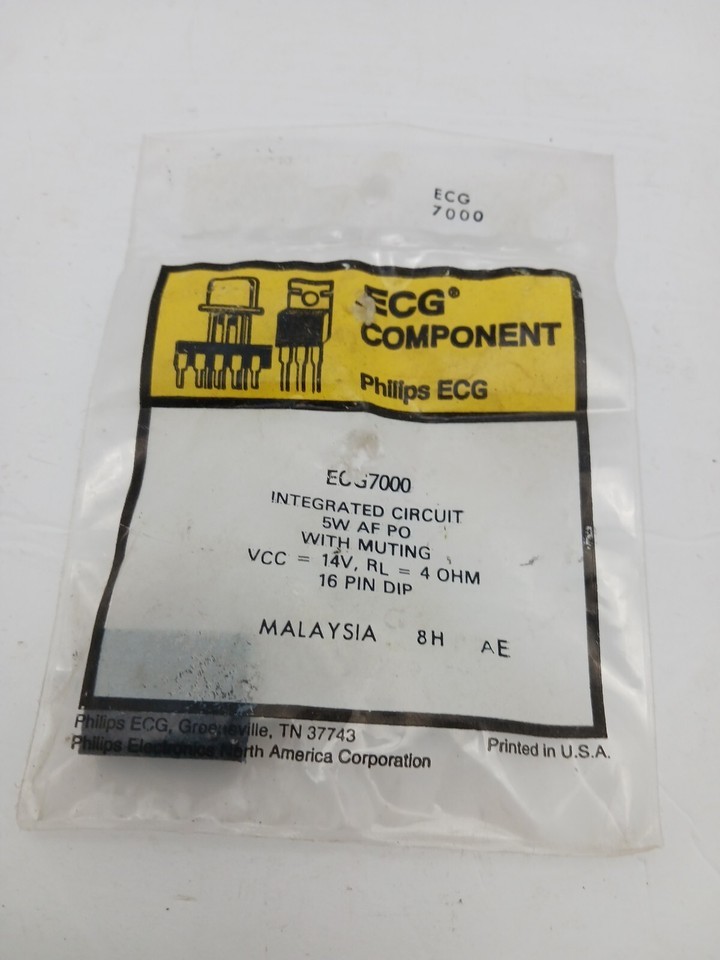 ECG
7000
ECG®
COMPONENT
Philips ECG
ECG7000
INTEGRATED CIRCUIT
5W AF PO
WITH MUTING
VCC = 14V, RL = 4 OHM
16 PIN DIP
MALAYSIA 8H AE
Philips ECG, Greeneville, TN 37743
Philips Electronics North America Corporation
Printed in U.S.A.